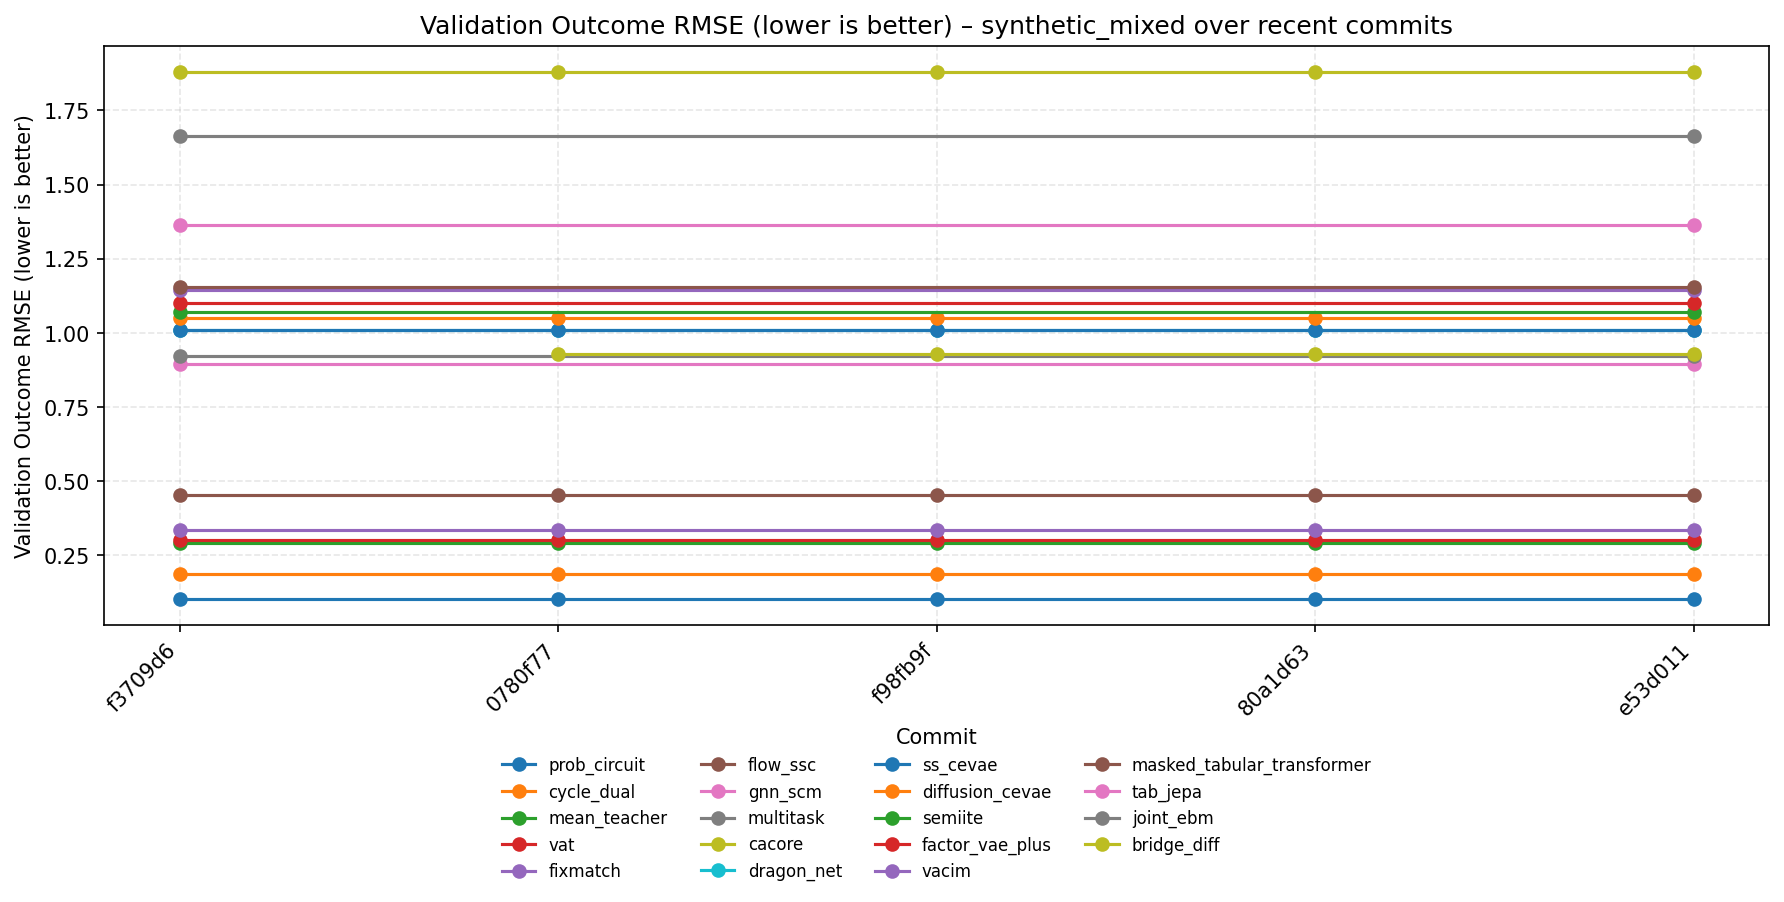 Validation Outcome RMSE (lower is better) – synthetic_mixed over recent commits
Validation Outcome RMSE (lower is better)
1.75
1.50
1.25
1.00
0.75
0.50
0.25
f3709d6
0780f77
f98fb9f
80a1d63
e53d011
Commit
prob_circuit
cycle_dual
mean_teacher
vat
fixmatch
flow_ssc
gnn_scm
multitask
cacore
dragon_net
ss_cevae
diffusion_cevae
semiite
factor_vae_plus
vacim
masked_tabular_transformer
tab_jepa
joint_ebm
bridge_diff